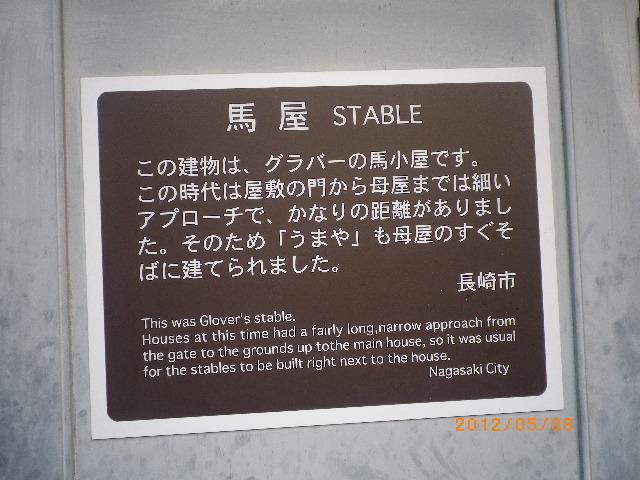 馬屋 STABLE
この建物は、グラバーの馬小屋です。
この時代は屋敷の門から母屋までは細い
アプローチで、かなりの距離がありまし
た。そのため「うまや」も母屋のすぐそ
ばに建てられました。
長崎市
This was Glover's stable.
Houses at this time had a fairly long,narrow approach from
the gate to the grounds up tothe main house, so it was usual
for the stables to be built right next to the house.
Nagasaki City
2012/05/08